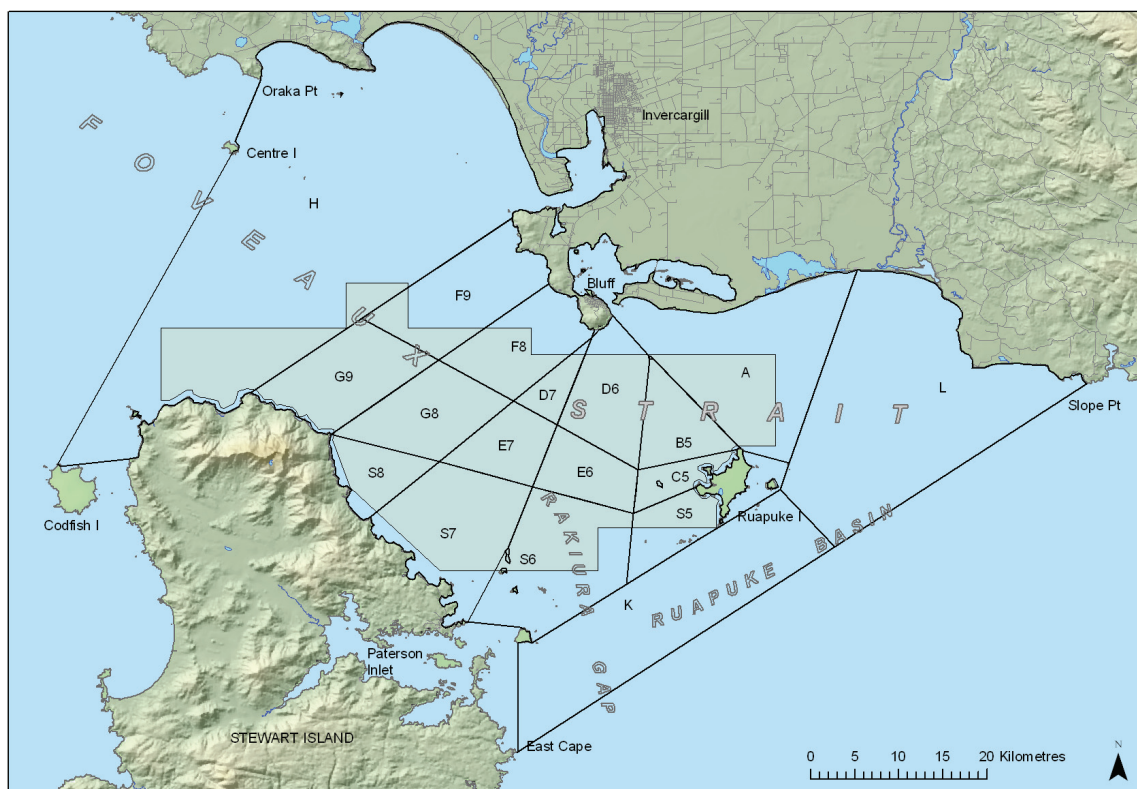 Oraka Pt
Invercargill
Centre I
H
FOVEAUX
F9
Bluff
F8
G9
A
D7
D6
L
STRAIT
Slope Pt
G8
B5
E7
S8
E6
C5
Codfish I
RAKIURA
S5
Ruapuke I
S7
S6
RUAPUKE BASIN
K
Paterson
Inlet
GAP
STEWART ISLAND
East Cape
N
0 5 10 15 20 Kilometres